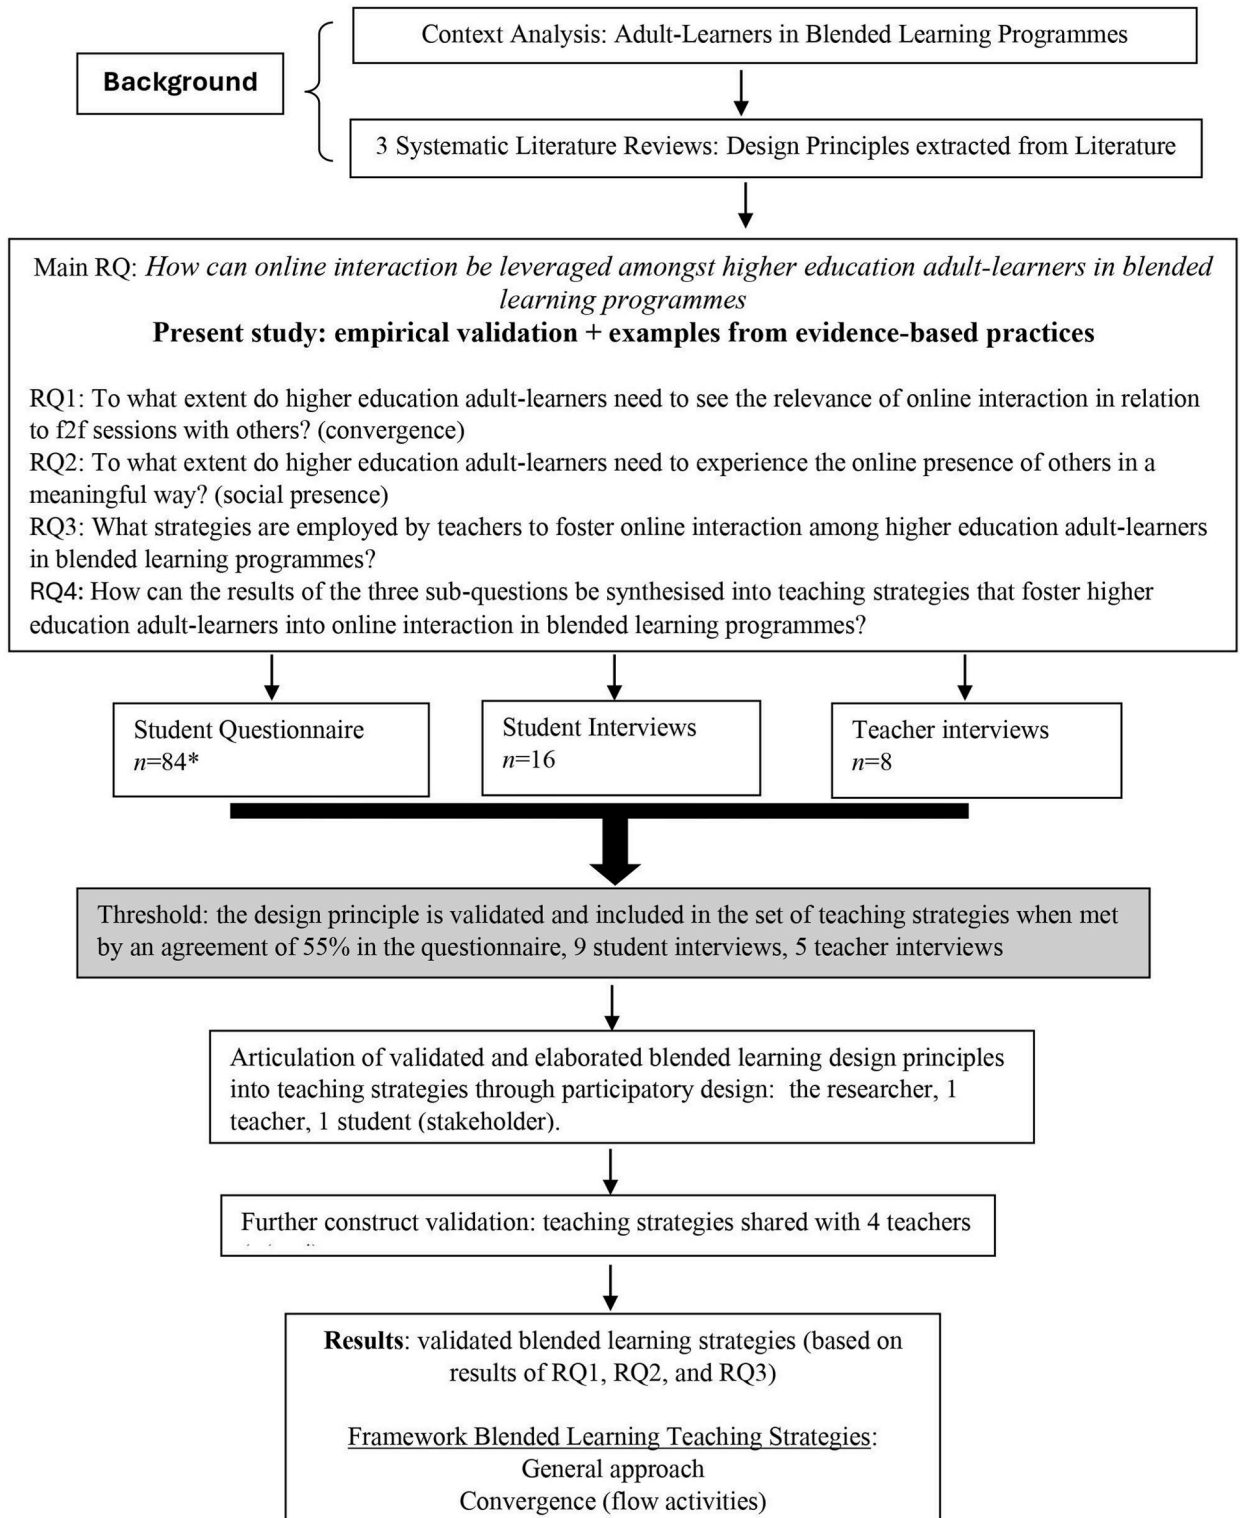 Context Analysis: Adult-Learners in Blended Learning Programmes
Background
3 Systematic Literature Reviews: Design Principles extracted from Literature
Main RQ: How can online interaction be leveraged amongst higher education adult-learners in blended
learning programmes
Present study: empirical validation + examples from evidence-based practices
RQ1: To what extent do higher education adult-learners need to see the relevance of online interaction in relation
to f2f sessions with others? (convergence)
RQ2: To what extent do higher education adult-learners need to experience the online presence of others in a
meaningful way? (social presence)
RQ3: What strategies are employed by teachers to foster online interaction among higher education adult-learners
in blended learning programmes?
RQ4: How can the results of the three sub-questions be synthesised into teaching strategies that foster higher
education adult-learners into online interaction in blended learning programmes?
Student Questionnaire
n=84*
Student Interviews
n=16
Teacher interviews
n=8
Threshold: the design principle is validated and included in the set of teaching strategies when met
by an agreement of 55% in the questionnaire, 9 student interviews, 5 teacher interviews
Articulation of validated and elaborated blended learning design principles
into teaching strategies through participatory design: the researcher, 1
teacher, 1 student (stakeholder).
Further construct validation: teaching strategies shared with 4 teachers
Results: validated blended learning strategies (based on
results of RQ1, RQ2, and RQ3)
Framework Blended Learning Teaching Strategies:
General approach
Convergence (flow activities)